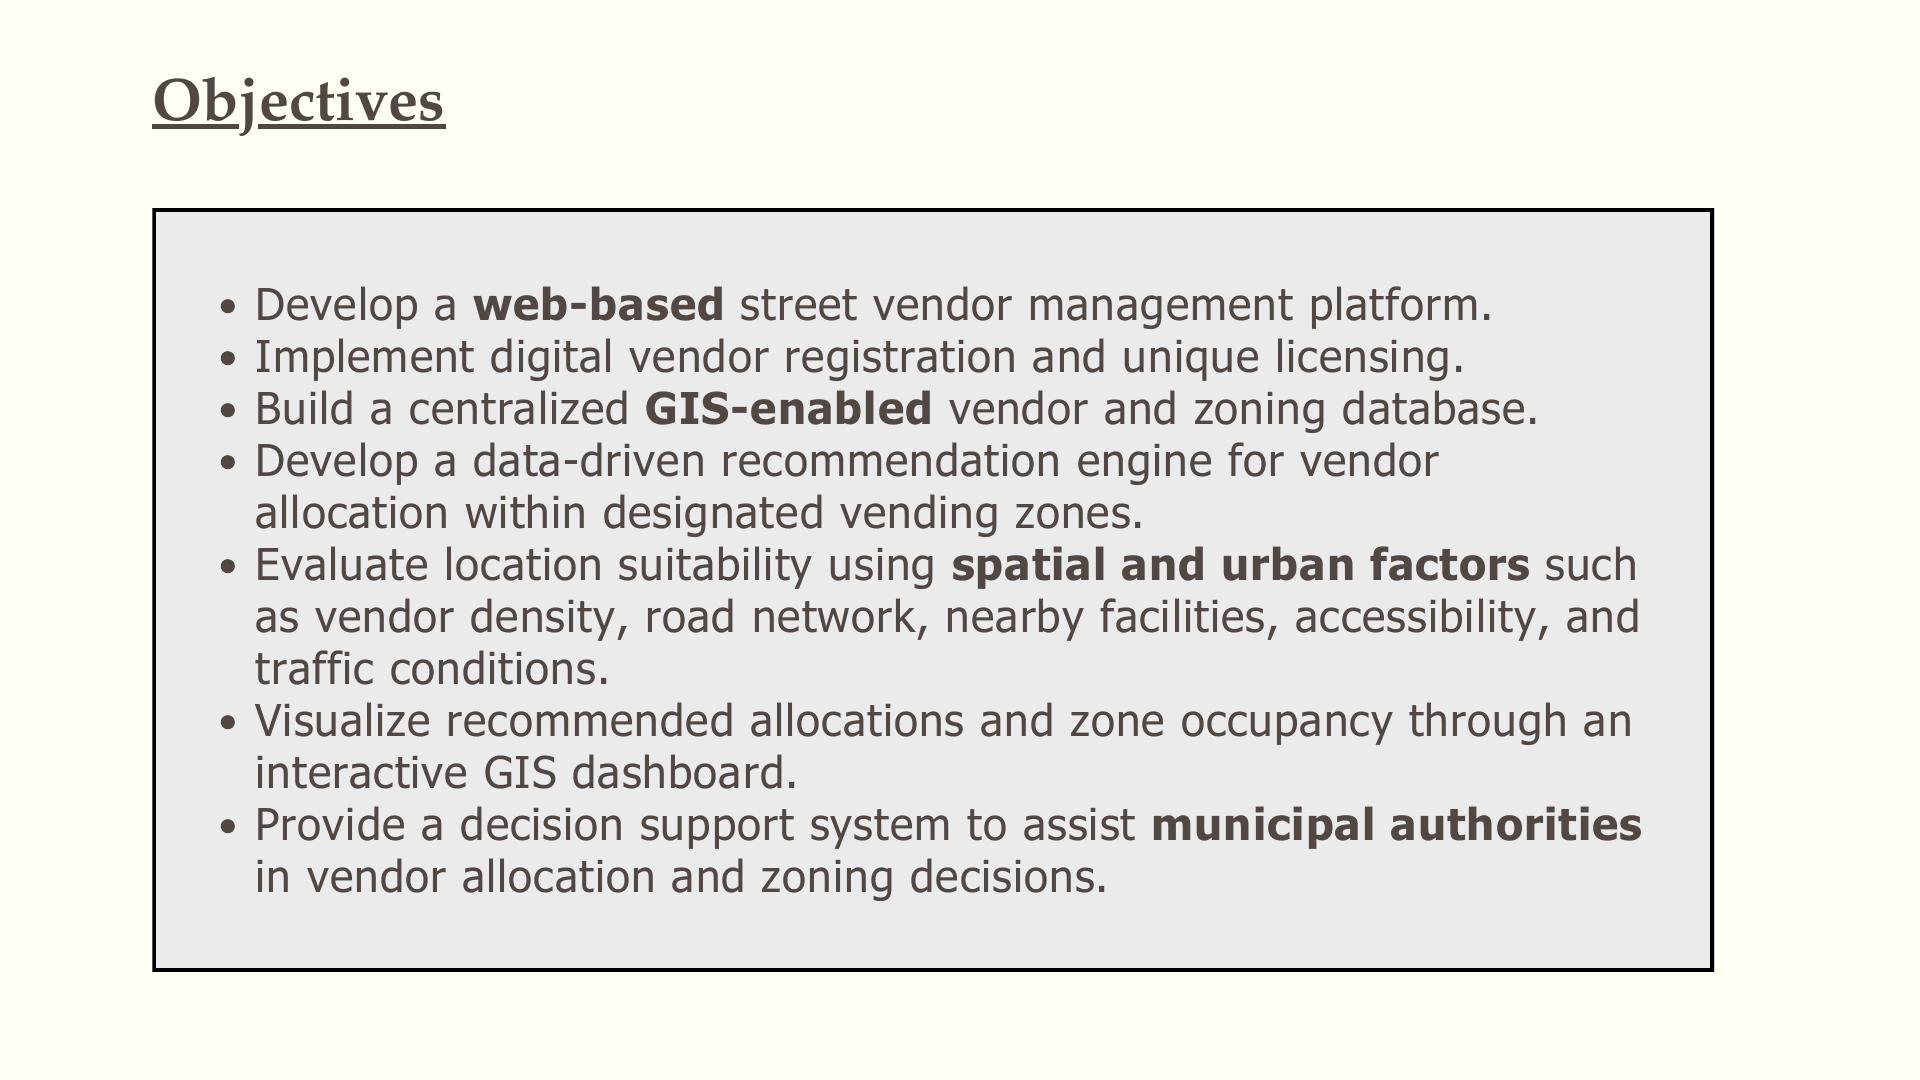 Objectives
• Develop a web-based street vendor management platform.
• Implement digital vendor registration and unique licensing.
• Build a centralized GIS-enabled vendor and zoning database.
• Develop a data-driven recommendation engine for vendor
allocation within designated vending zones.
• Evaluate location suitability using spatial and urban factors such
as vendor density, road network, nearby facilities, accessibility, and
traffic conditions.
• Visualize recommended allocations and zone occupancy through an
interactive GIS dashboard.
• Provide a decision support system to assist municipal authorities
in vendor allocation and zoning decisions.